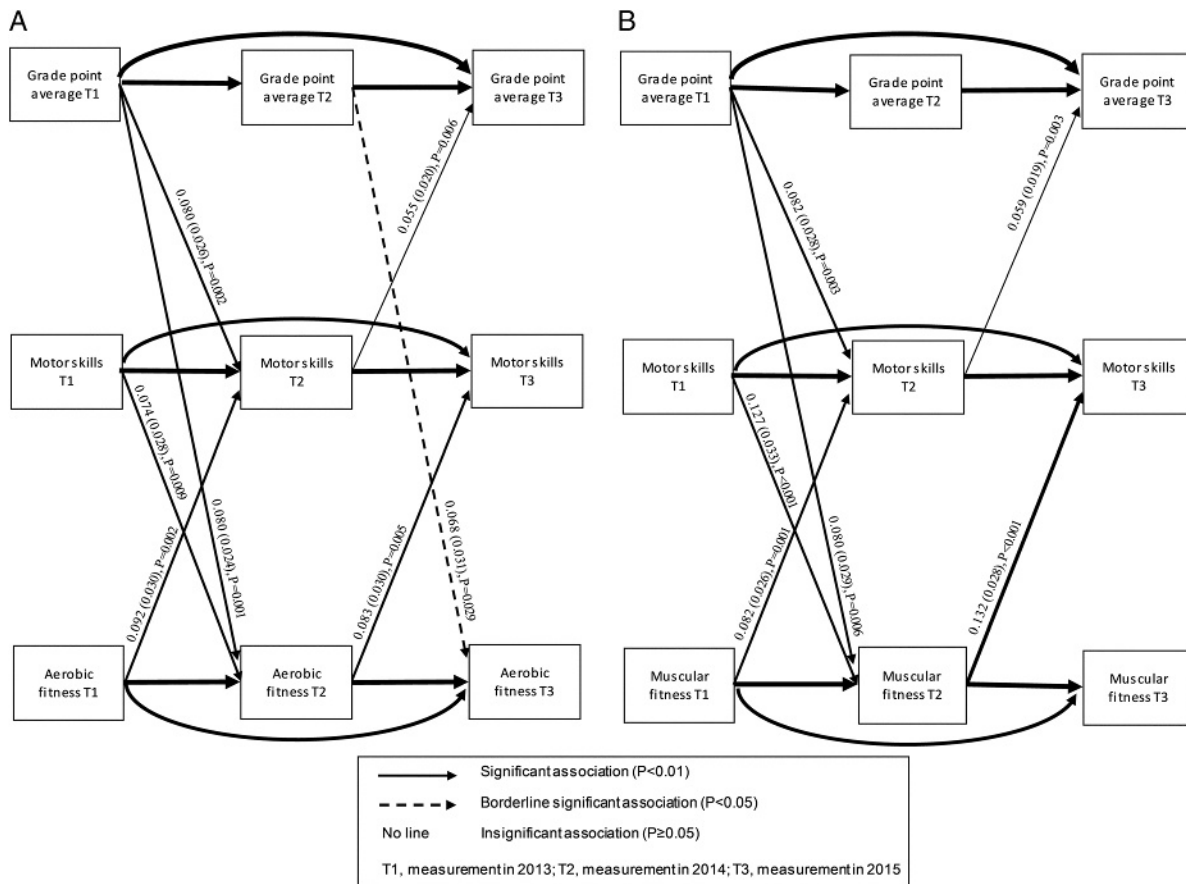 A
Grade point
average T1
Grade point
average T2
Grade point
average T3
0.080 (0.026), P=0.002
0.055 (0.020), P=0.006
Motor skills
T1
Motor skills
T2
Motor skills
T3
0.074 (0.028), P=0.009
0.092 (0.030), P=0.002
0.080 (0.024), P=0.001
0.083 (0.030), P=0.005
0.068 (0.031), P=0.029
Aerobic
fitness T1
Aerobic
fitness T2
Aerobic
fitness T3
B
Grade point
average T1
Grade point
average T2
Grade point
average T3
0.082 (0.028), P=0.003
0.059 (0.019), P=0.003
Motor skills
T1
Motor skills
T2
Motor skills
T3
0.127 (0.033), P<0.001
0.082 (0.026), P=0.001
0.080 (0.029), P=0.006
0.132 (0.028), P<0.001
Muscular
fitness T1
Muscular
fitness T2
Muscular
fitness T3
Significant association (P<0.01)
Borderline significant association (P<0.05)
No line Insignificant association (P≥0.05)
T1, measurement in 2013; T2, measurement in 2014; T3, measurement in 2015